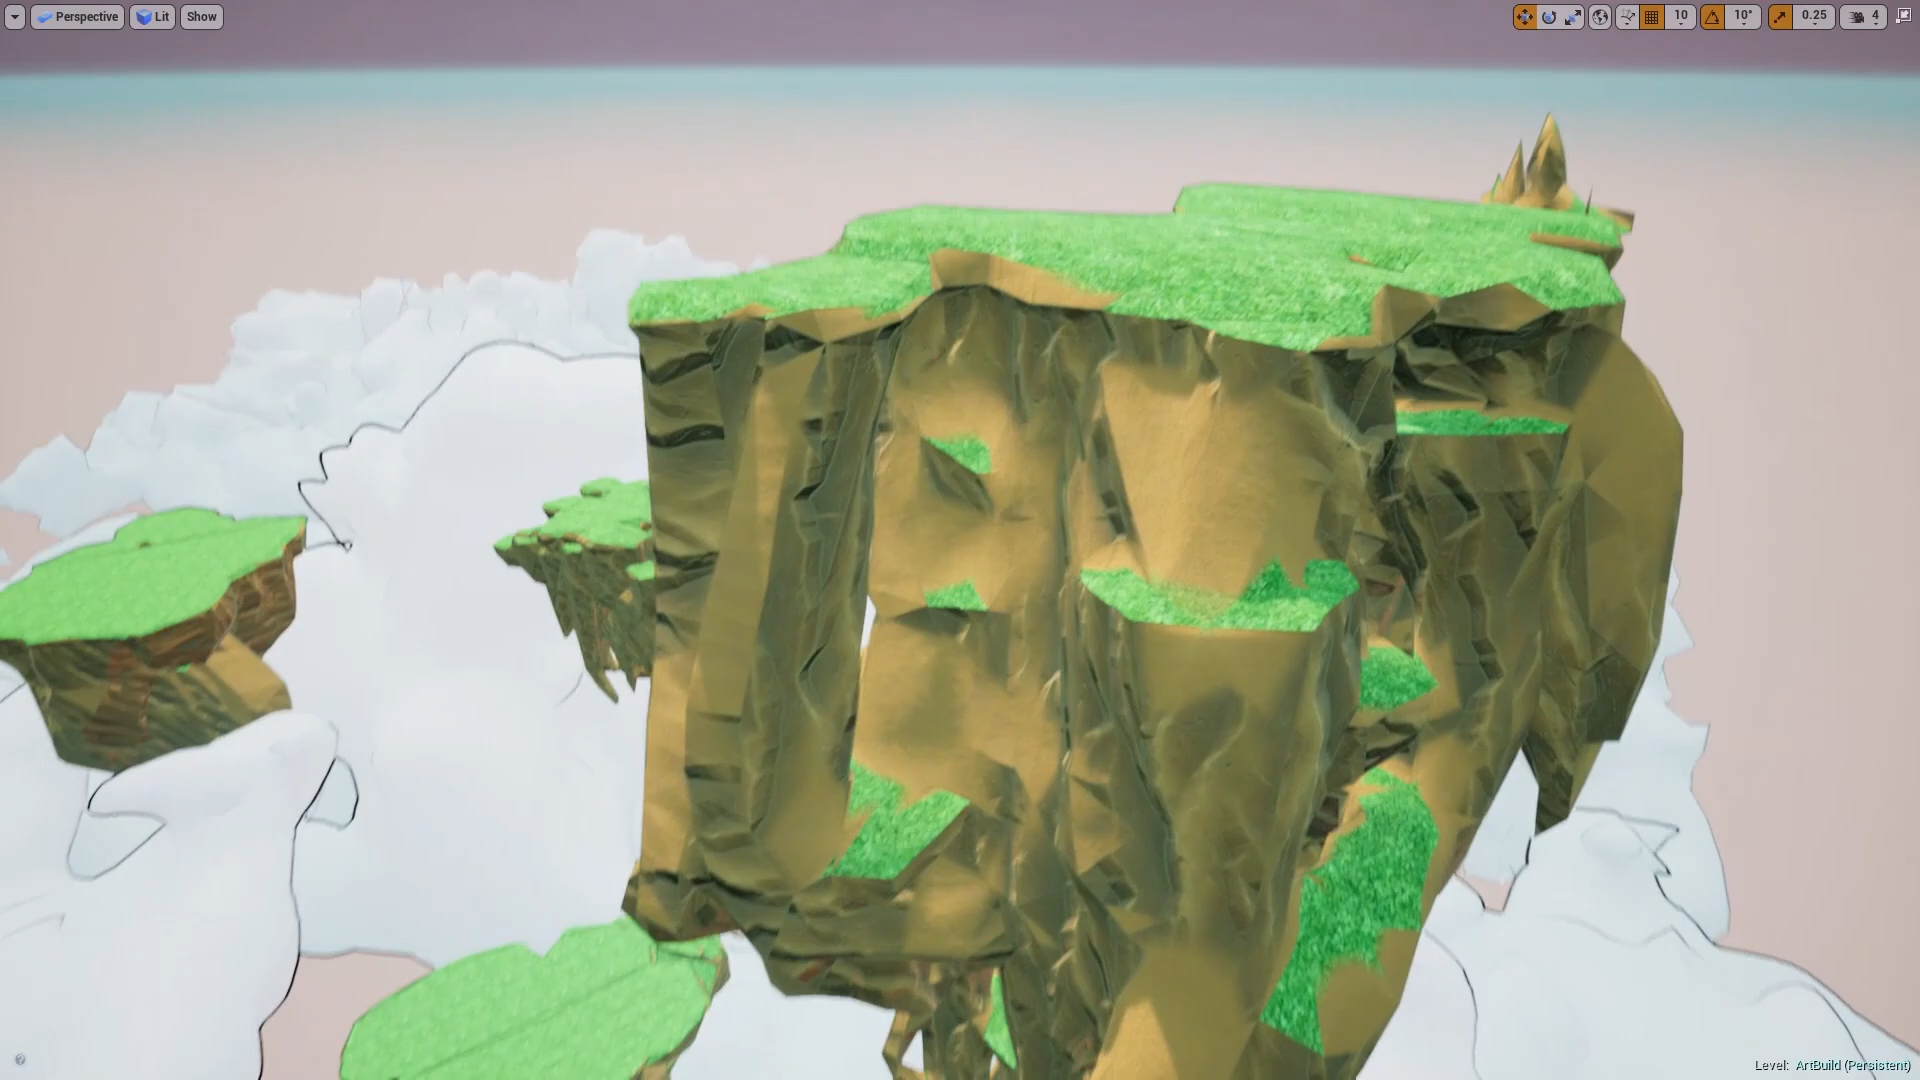 Perspective
Lit
Show
10
10°
0.25
4
Level: ArtBuild (Persistent)